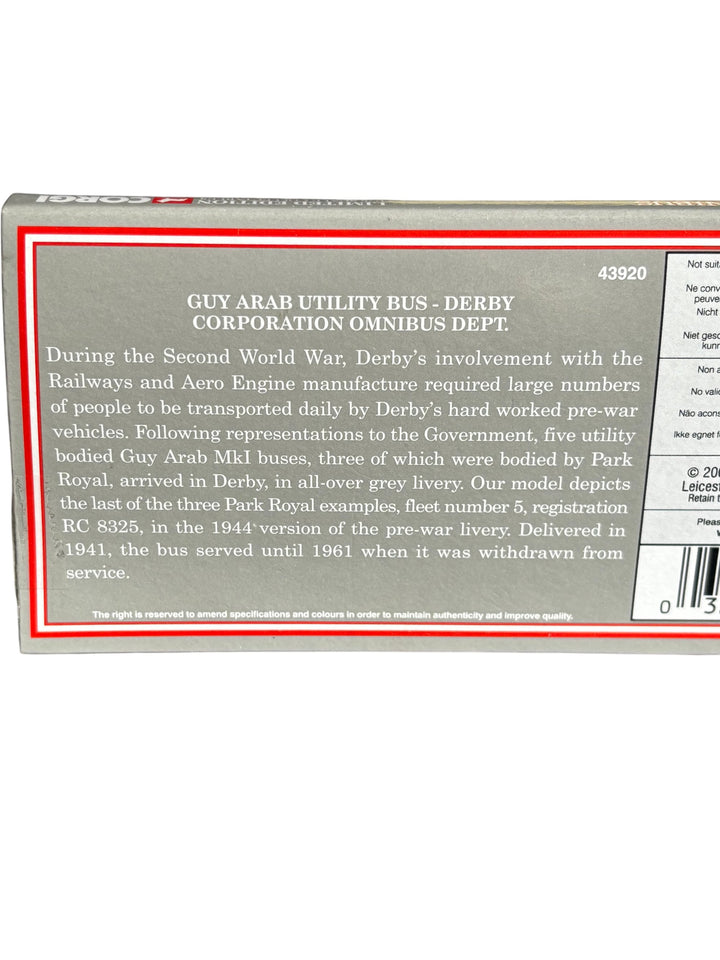 CORGI
LIMITED EDITION
43920
GUY ARAB UTILITY BUS - DERBY
CORPORATION OMNIBUS DEPT.
During the Second World War, Derby's involvement with the
Railways and Aero Engine manufacture required large numbers
of people to be transported daily by Derby's hard worked pre-war
vehicles. Following representations to the Government, five utility
bodied Guy Arab MkI buses, three of which were bodied by Park
Royal, arrived in Derby, in all-over grey livery. Our model depicts
the last of the three Park Royal examples, fleet number 5, registration
RC 8325, in the 1944 version of the pre-war livery. Delivered in
1941, the bus served until 1961 when it was withdrawn from
service.
The right is reserved to amend specifications and colours in order to maintain authenticity and improve quality.
Not suit
Ne conv
peuve
Nicht
Niet gesc
kunn
Non a
No valid
Não acons
Ikke egnet f
© 20
Leicest
Retain t
Pleas
0 3